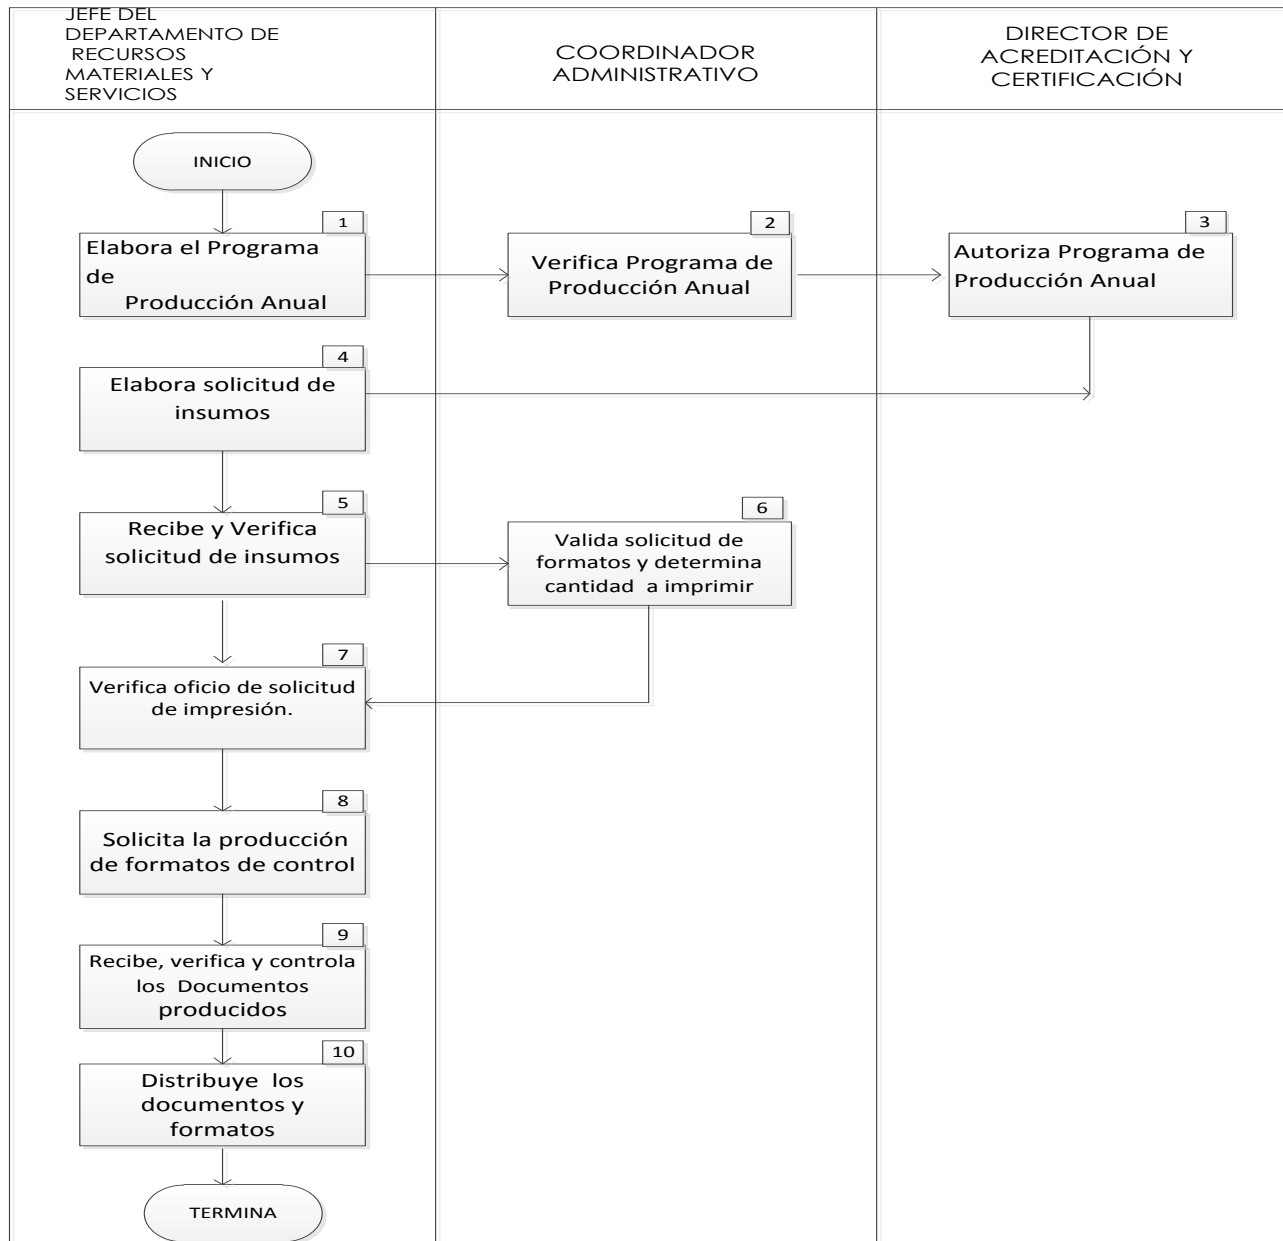 JEFE DEL
DEPARTAMENTO DE
RECURSOS
MATERIALES Y
SERVICIOS
COORDINADOR
ADMINISTRATIVO
DIRECTOR DE
ACREDITACIÓN Y
CERTIFICACIÓN
INICIO
1
Elabora el Programa
de
Producción Anual
2
Verifica Programa de
Producción Anual
3
Autoriza Programa de
Producción Anual
4
Elabora solicitud de
insumos
5
Recibe y Verifica
solicitud de insumos
6
Valida solicitud de
formatos y determina
cantidad a imprimir
7
Verifica oficio de solicitud
de impresión.
8
Solicita la producción
de formatos de control
9
Recibe, verifica y controla
los Documentos
producidos
10
Distribuye los
documentos y
formatos
TERMINA